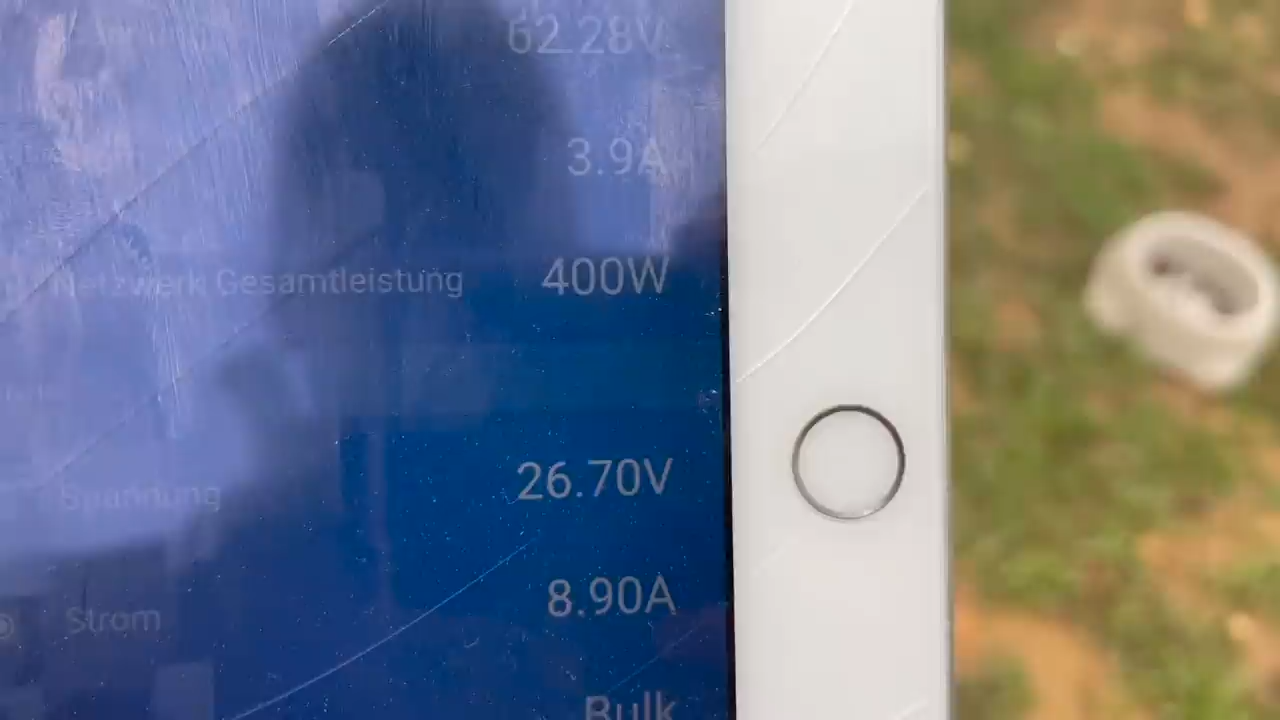 62.28V
3.9A
Netzwerk Gesamtleistung 400W
Spannung 26.70V
Strom 8.90A
Bulk